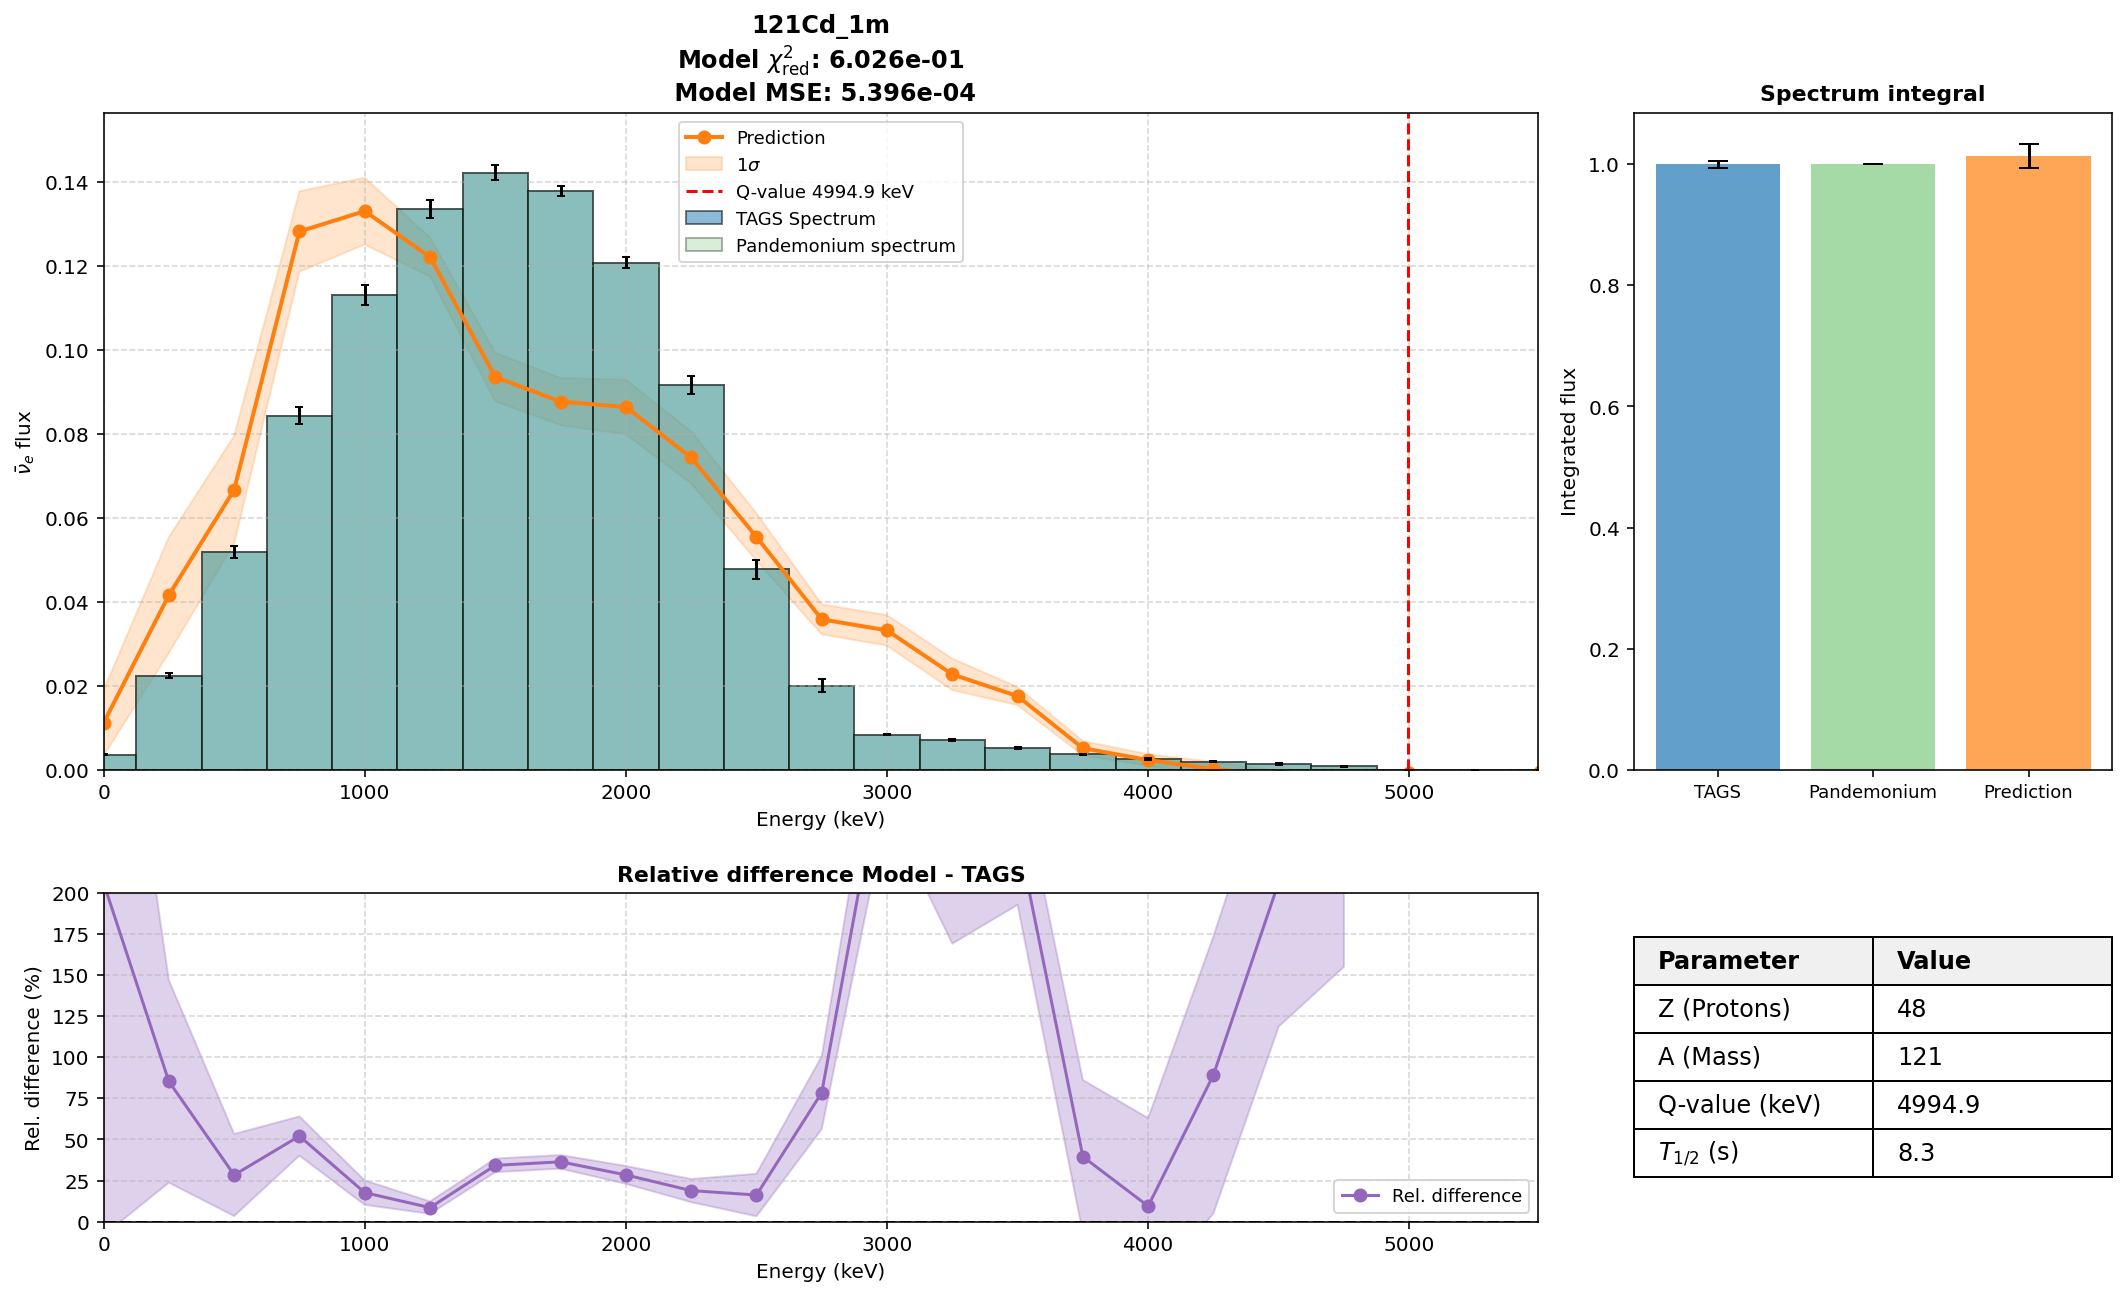 121Cd_1m
Model χ²red: 6.026e-01
Model MSE: 5.396e-04
Prediction
1σ
Q-value 4994.9 keV
TAGS Spectrum
Pandemonium spectrum
0.14
0.12
0.10
0.08
0.06
0.04
0.02
0.00
ν̄e flux
0 1000 2000 3000 4000 5000
Energy (keV)
Spectrum integral
1.0
0.8
0.6
0.4
0.2
0.0
Integrated flux
TAGS Pandemonium Prediction
Relative difference Model - TAGS
200
175
150
125
100
75
50
25
0
Rel. difference (%)
Rel. difference
0 1000 2000 3000 4000 5000
Energy (keV)
Parameter Value
Z (Protons) 48
A (Mass) 121
Q-value (keV) 4994.9
T1/2 (s) 8.3